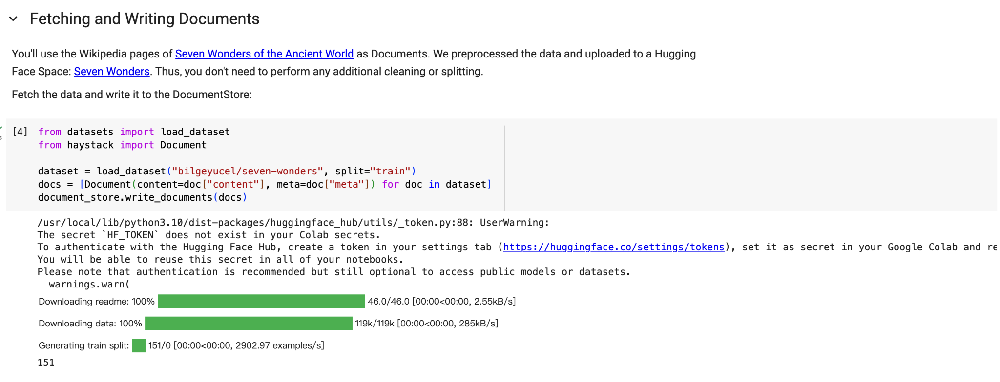 Fetching and Writing Documents
You'll use the Wikipedia pages of Seven Wonders of the Ancient World as Documents. We preprocessed the data and uploaded to a Hugging
Face Space: Seven Wonders. Thus, you don't need to perform any additional cleaning or splitting.
Fetch the data and write it to the DocumentStore:
[4] from datasets import load_dataset
from haystack import Document
dataset = load_dataset("bilgeyucel/seven-wonders", split="train")
docs = [Document(content=doc["content"], meta=doc["meta"]) for doc in dataset]
document_store.write_documents(docs)
/usr/local/lib/python3.10/dist-packages/huggingface_hub/utils/_token.py:88: UserWarning:
The secret `HF_TOKEN` does not exist in your Colab secrets.
To authenticate with the Hugging Face Hub, create a token in your settings tab (https://huggingface.co/settings/tokens), set it as secret in your Google Colab and re
You will be able to reuse this secret in all of your notebooks.
Please note that authentication is recommended but still optional to access public models or datasets.
  warnings.warn(
Downloading readme: 100% 46.0/46.0 [00:00<00:00, 2.55kB/s]
Downloading data: 100% 119k/119k [00:00<00:00, 285kB/s]
Generating train split: 151/0 [00:00<00:00, 2902.97 examples/s]
151